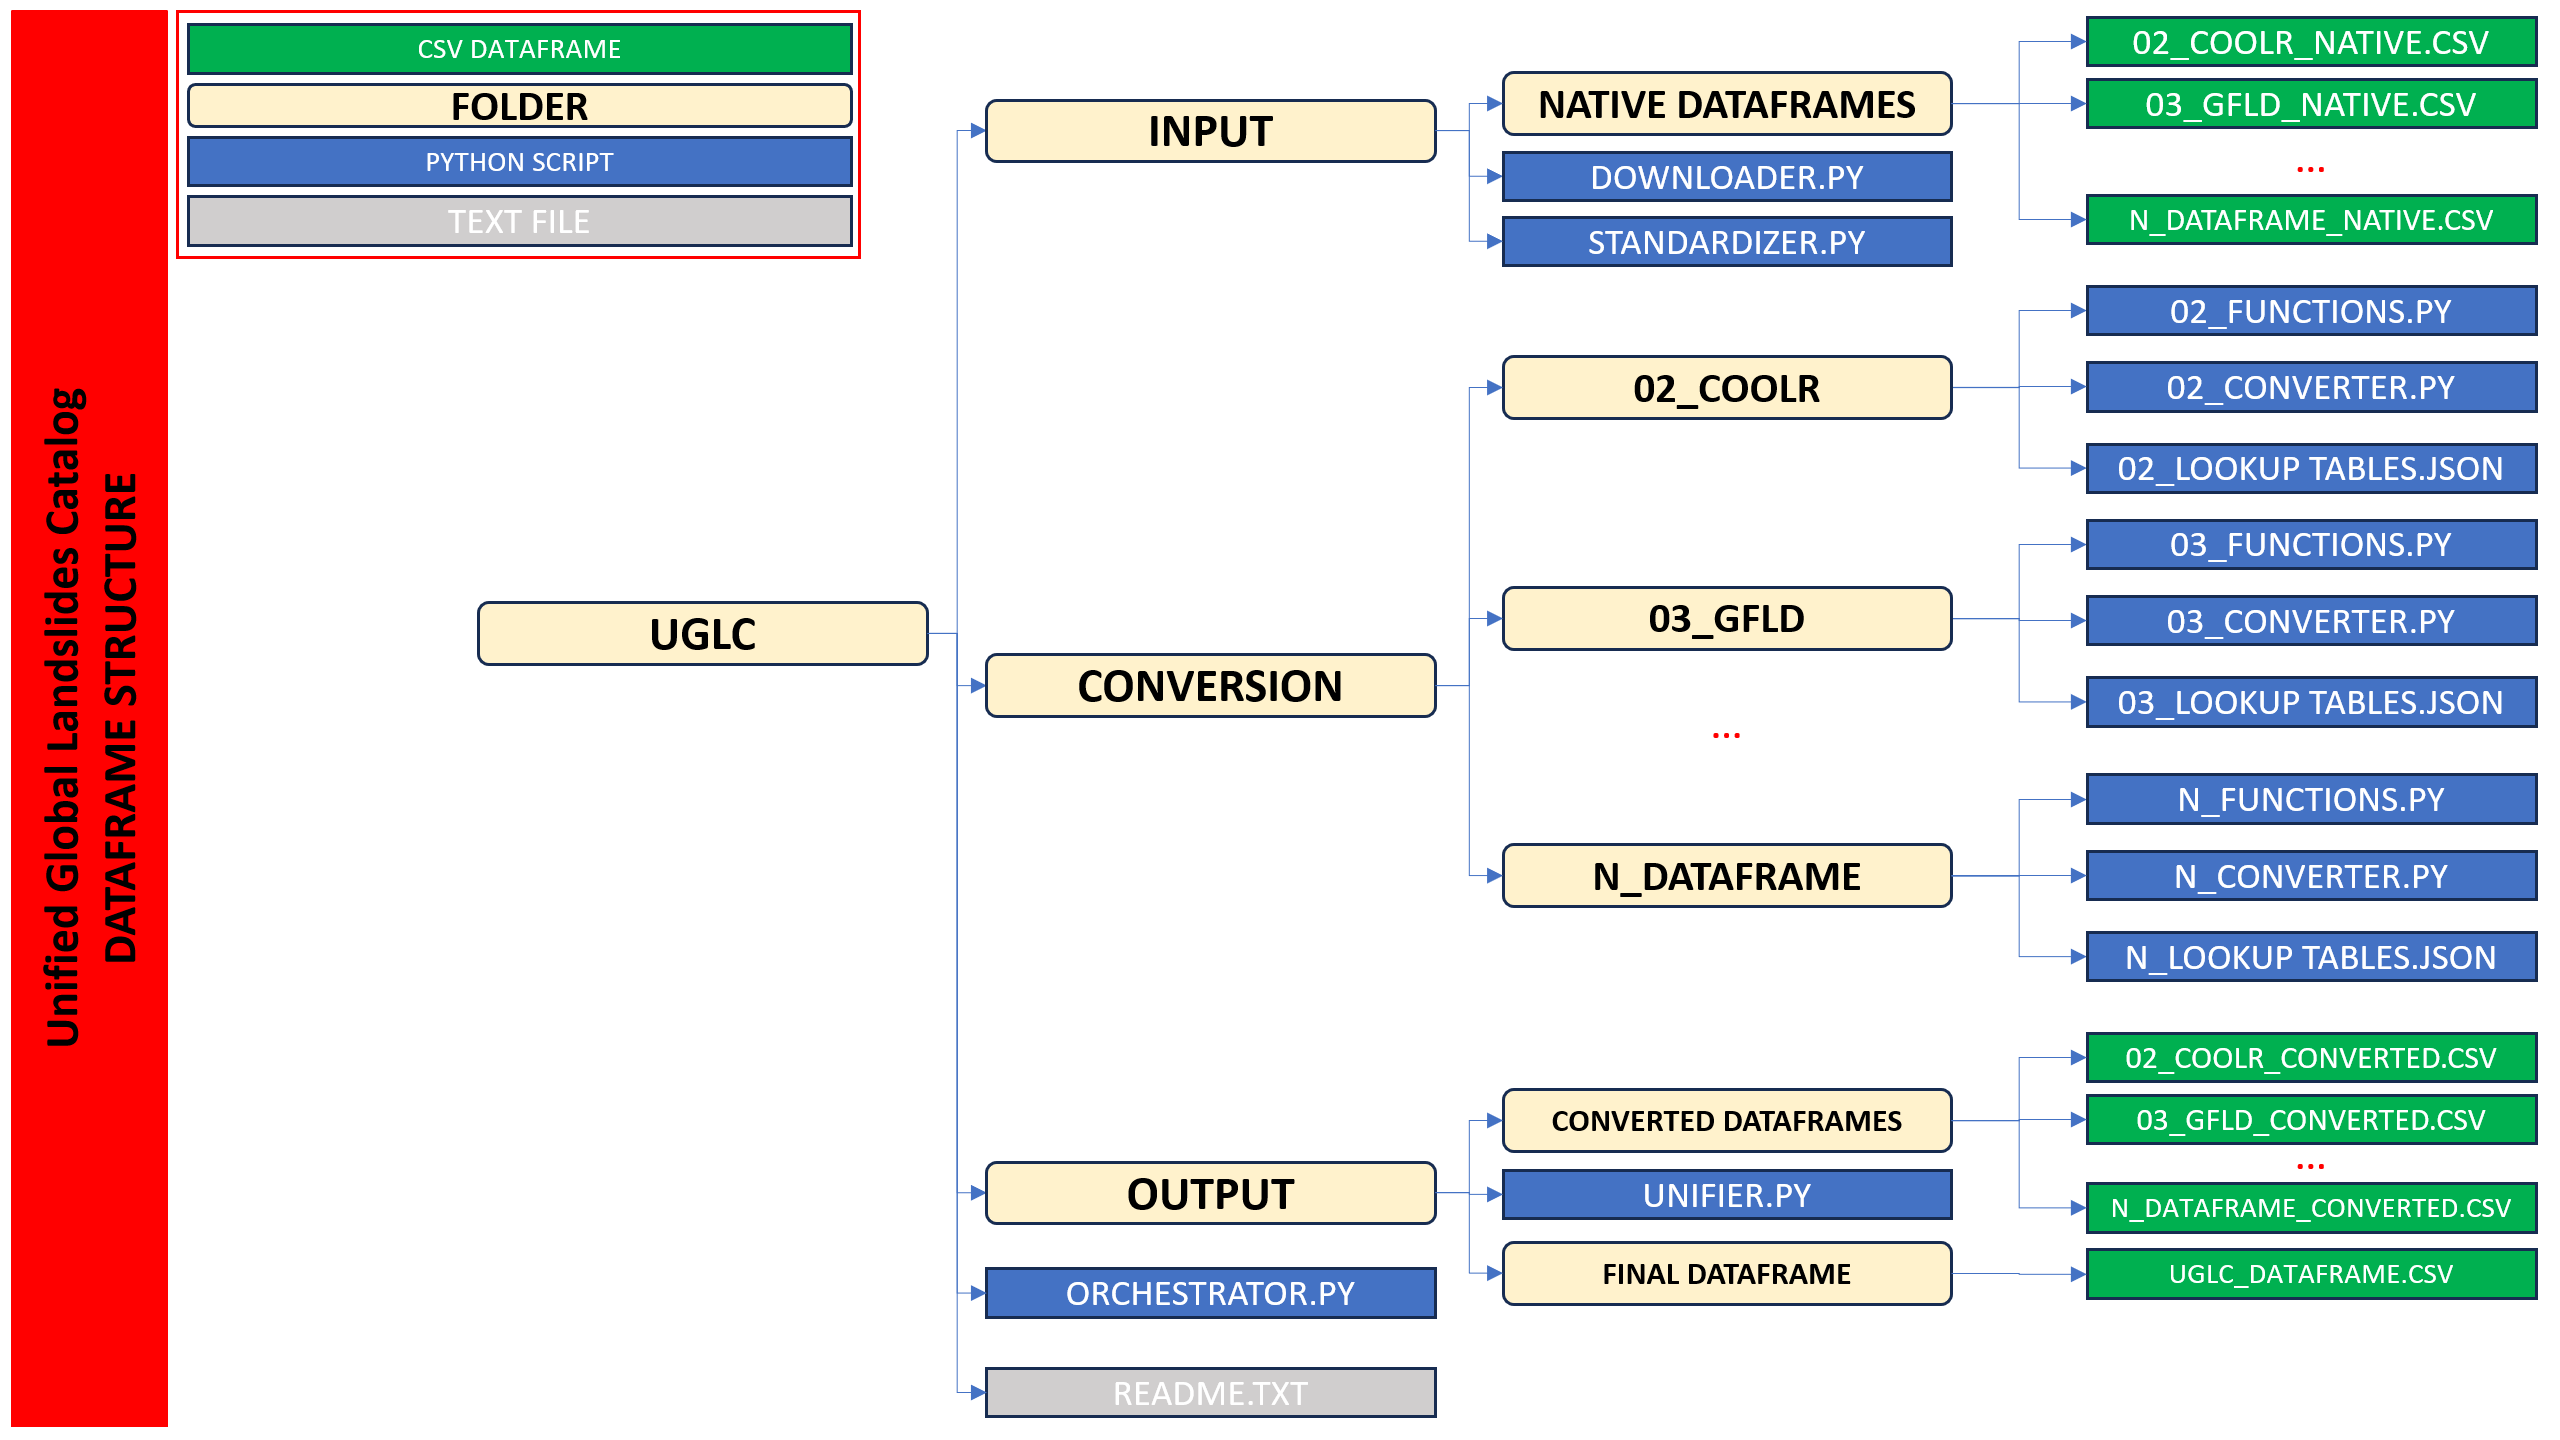 Unified Global Landslides Catalog
DATAFRAME STRUCTURE
CSV DATAFRAME
FOLDER
PYTHON SCRIPT
TEXT FILE
UGLC
INPUT
CONVERSION
OUTPUT
ORCHESTRATOR.PY
README.TXT
NATIVE DATAFRAMES
DOWNLOADER.PY
STANDARDIZER.PY
02_COOLR
03_GFLD
...
N_DATAFRAME
CONVERTED DATAFRAMES
UNIFIER.PY
FINAL DATAFRAME
02_COOLR_NATIVE.CSV
03_GFLD_NATIVE.CSV
...
N_DATAFRAME_NATIVE.CSV
02_FUNCTIONS.PY
02_CONVERTER.PY
02_LOOKUP TABLES.JSON
03_FUNCTIONS.PY
03_CONVERTER.PY
03_LOOKUP TABLES.JSON
N_FUNCTIONS.PY
N_CONVERTER.PY
N_LOOKUP TABLES.JSON
02_COOLR_CONVERTED.CSV
03_GFLD_CONVERTED.CSV
...
N_DATAFRAME_CONVERTED.CSV
UGLC_DATAFRAME.CSV